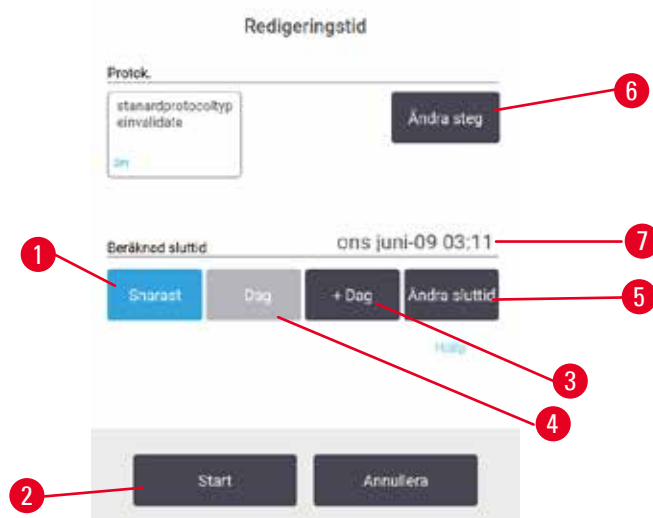 Redigeringstid
Protok.
stanardprotocoltyp
einvalidate
Ändra steg
6
Beräknad sluttid
ons juni-09 03:11
7
1
Snarast
Dag
+ Dag
Ändra sluttid
5
Hjälp
3
4
Start
Annullera
2